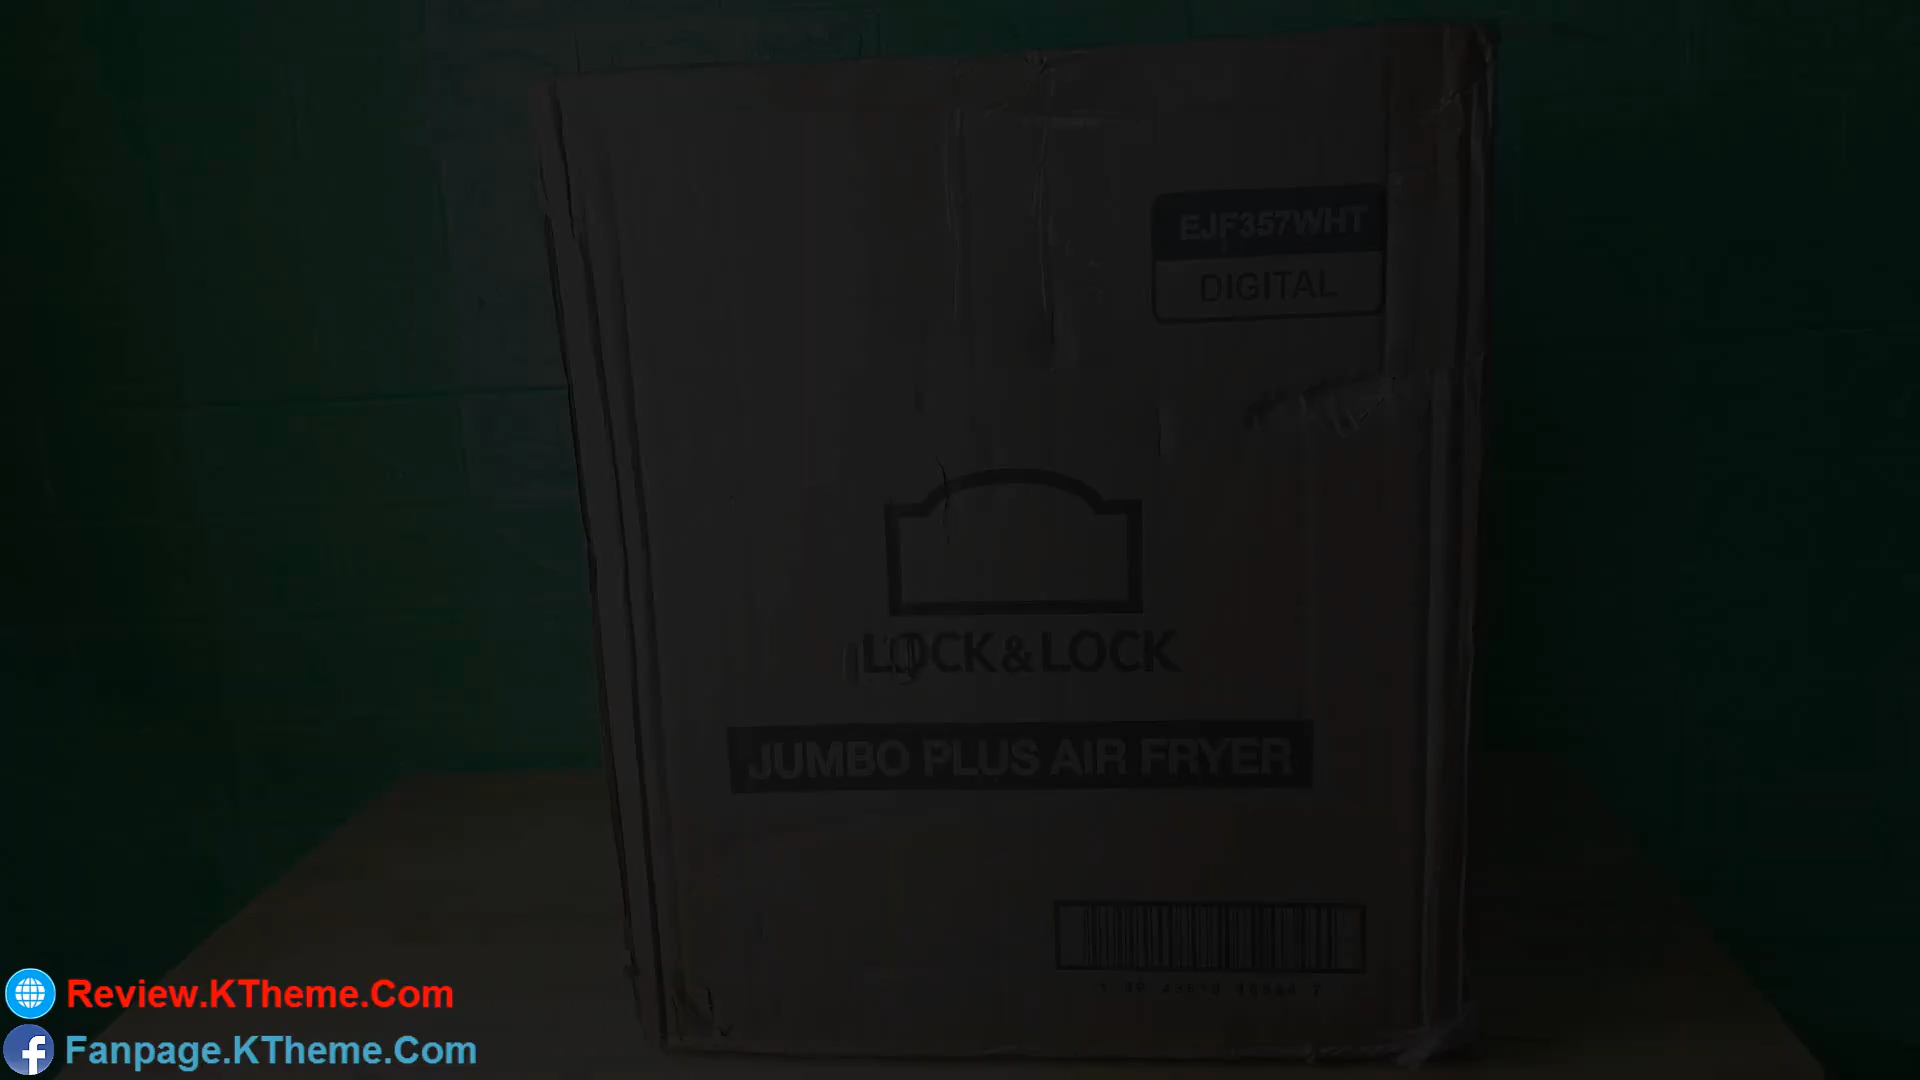 EJF357WHT
DIGITAL
LOCK&LOCK
JUMBO PLUS AIR FRYER
Review.KTheme.Com
Fanpage.KTheme.Com